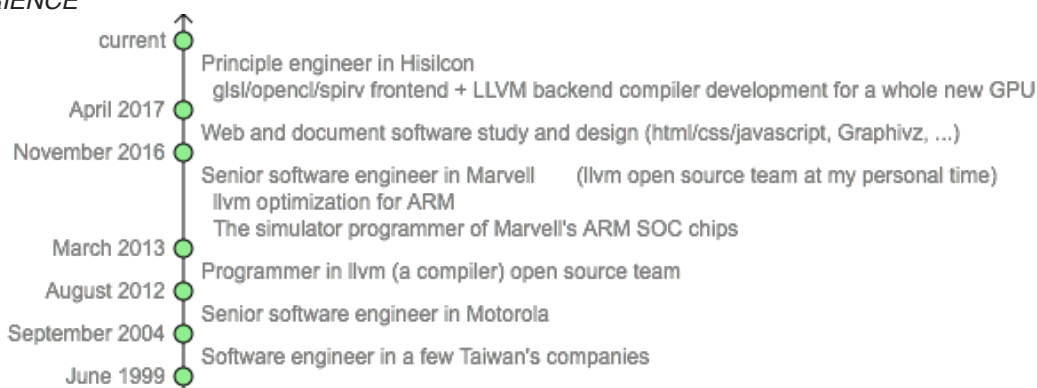 current
Principle engineer in Hisilcon
glsl/opencl/spirv frontend + LLVM backend compiler development for a whole new GPU
April 2017
Web and document software study and design (html/css/javascript, Graphivz, ...)
November 2016
Senior software engineer in Marvell (llvm open source team at my personal time)
llvm optimization for ARM
The simulator programmer of Marvell's ARM SOC chips
March 2013
Programmer in llvm (a compiler) open source team
August 2012
Senior software engineer in Motorola
September 2004
Software engineer in a few Taiwan's companies
June 1999